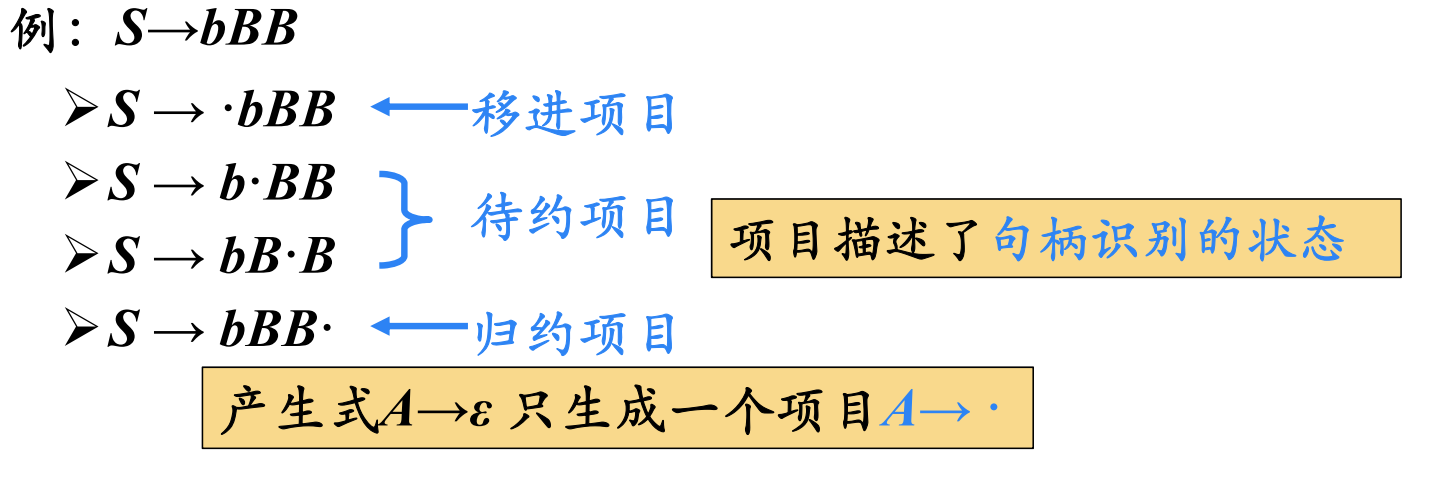 例：S→bBB
➢S → ·bBB 移进项目
➢S → b·BB
待约项目
➢S → bB·B
项目描述了句柄识别的状态
➢S → bBB· 归约项目
产生式A→ε 只生成一个项目A→ ·